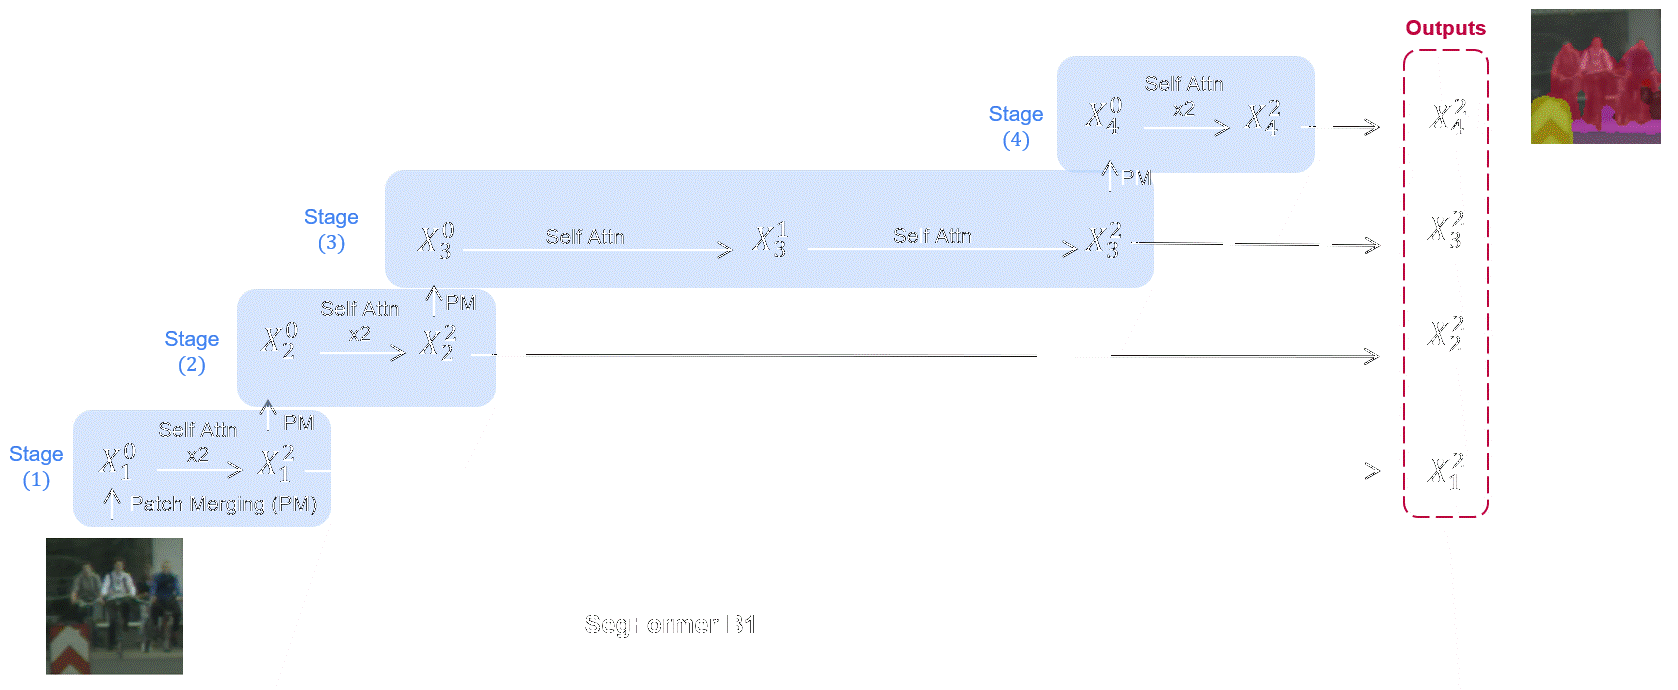 Outputs
Stage
(4)
X_4^0
Self Attn
x2
X_4^2
X_4^2
PM
Stage
(3)
X_3^0
Self Attn
X_3^1
Self Attn
X_3^2
X_3^2
PM
Stage
(2)
X_2^0
Self Attn
x2
X_2^2
X_2^2
PM
Stage
(1)
X_1^0
Self Attn
x2
X_1^2
X_1^2
Patch Merging (PM)
SegFormer B1